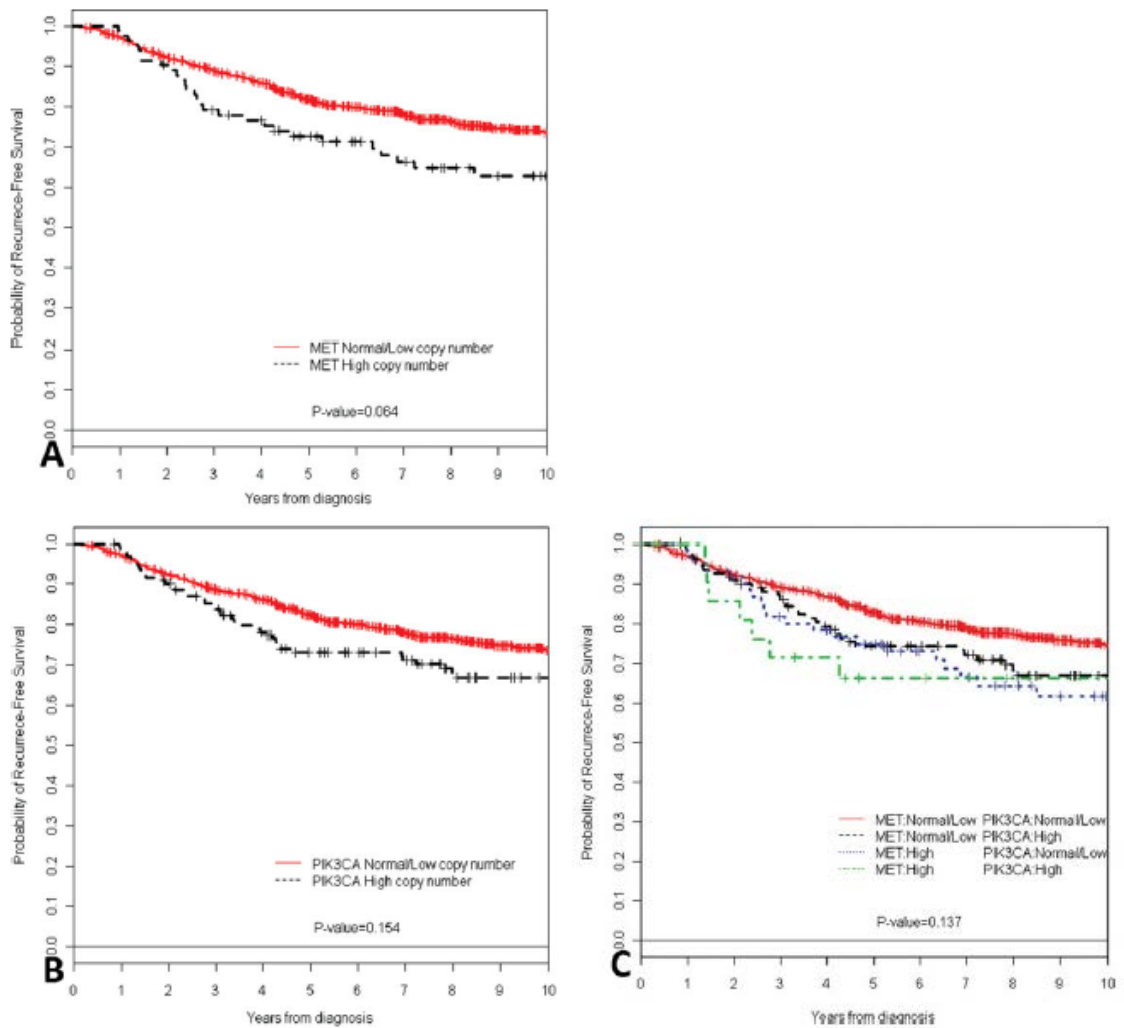 Probability of Recurrece-Free Survival
1.0
0.9
0.8
0.7
0.6
0.5
0.4
0.3
0.2
0.1
0.0
MET Normal/Low copy number
MET High copy number
P-value=0.064
A
0 1 2 3 4 5 6 7 8 9 10
Years from diagnosis
Probability of Recurrece-Free Survival
1.0
0.9
0.8
0.7
0.6
0.5
0.4
0.3
0.2
0.1
0.0
PIK3CA Normal/Low copy number
PIK3CA High copy number
P-value=0.154
B
0 1 2 3 4 5 6 7 8 9 10
Years from diagnosis
Probability of Recurrece-Free Survival
1.0
0.9
0.8
0.7
0.6
0.5
0.4
0.3
0.2
0.1
0.0
MET:Normal/Low PIK3CA:Normal/Low
MET:Normal/Low PIK3CA:High
MET:High PIK3CA:Normal/Low
MET:High PIK3CA:High
P-value=0.137
C
0 1 2 3 4 5 6 7 8 9 10
Years from diagnosis